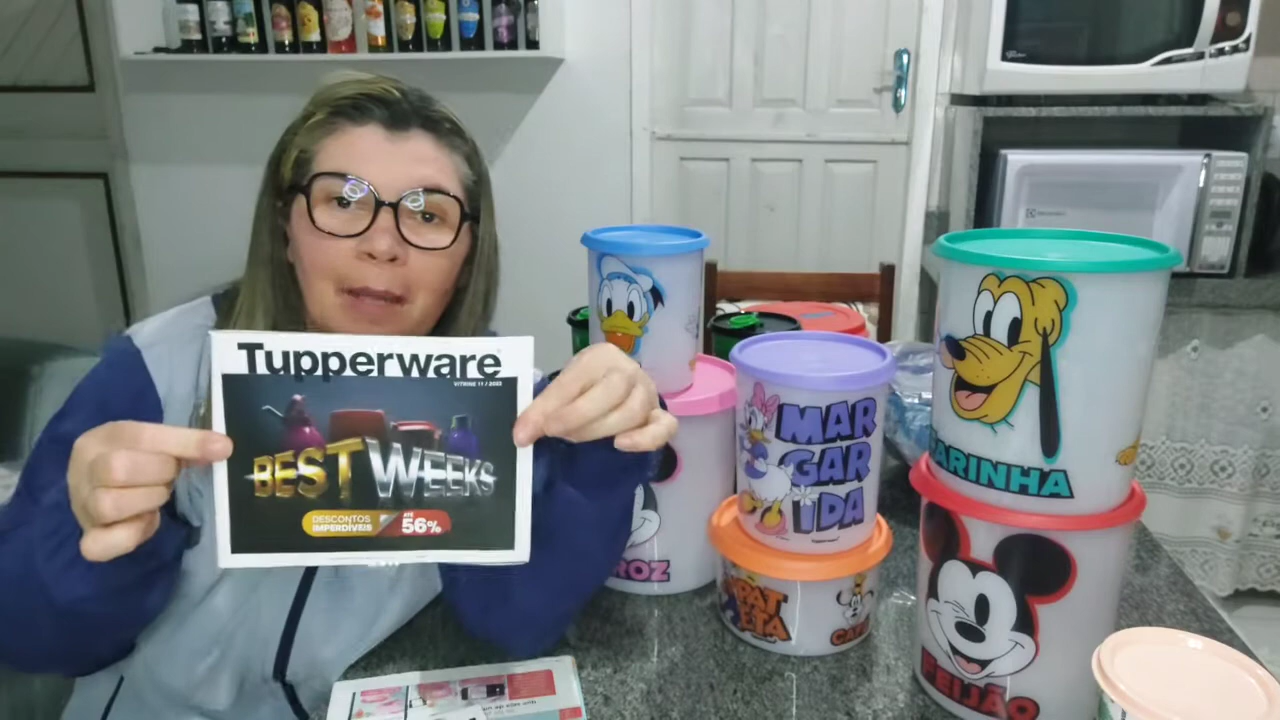 Tupperware
VITRINE 11 / 2023
BEST WEEKS
DESCONTOS
IMPERDÍVEIS
ATÉ
56%
MAR
GAR
IDA
ARINHA
FEIJÃO
ROZ
PAT
ETA